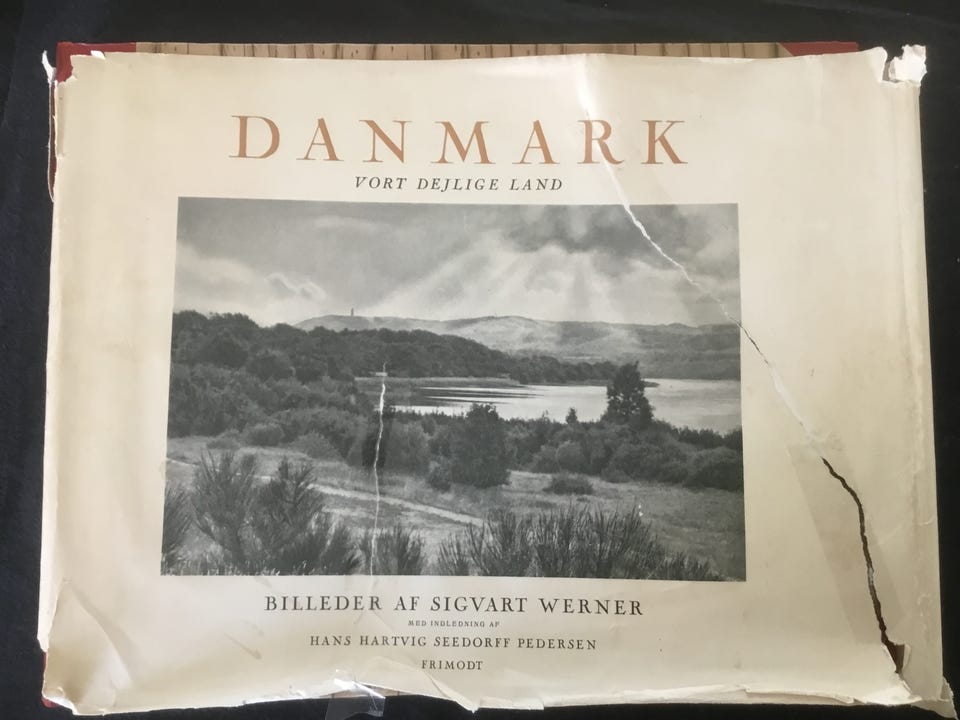 DANMARK
VORT DEJLIGE LAND
BILLEDER AF SIGVART WERNER
MED INDLEDNING AF
HANS HARTVIG SEEDORFF PEDERSEN
FRIMODT